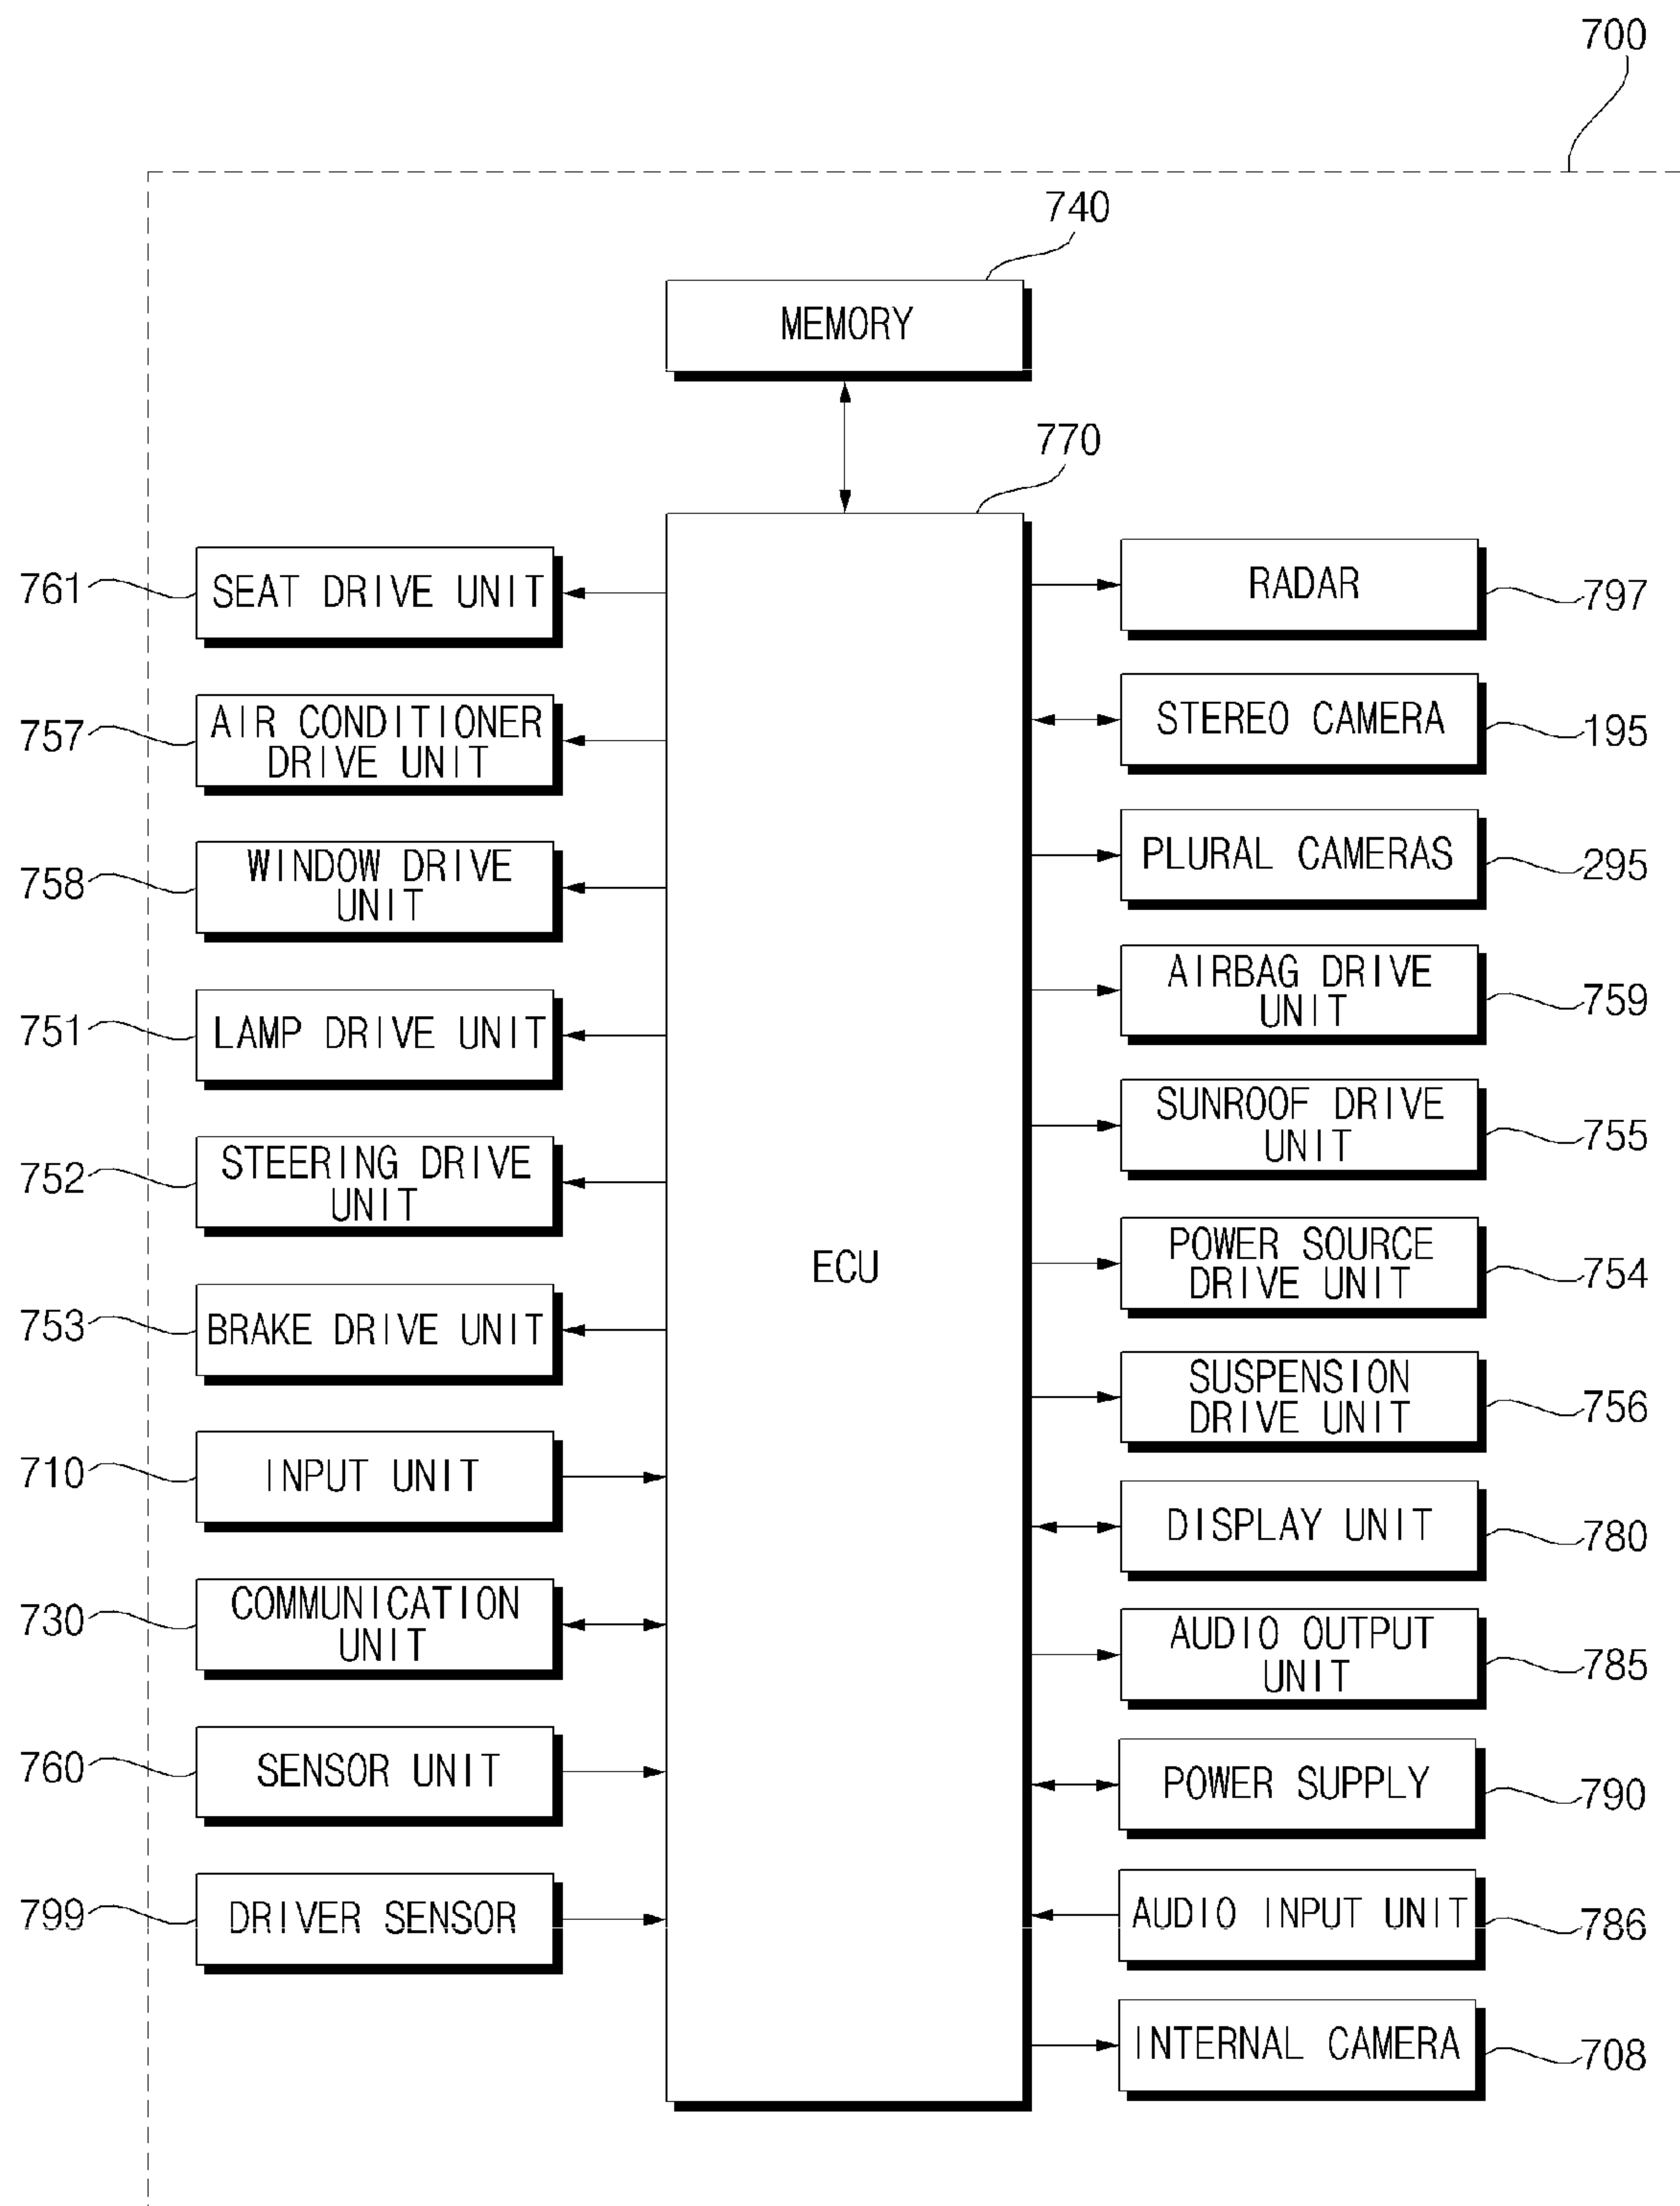 700
740
MEMORY
770
761
SEAT DRIVE UNIT
757
AIR CONDITIONER
DRIVE UNIT
758
WINDOW DRIVE
UNIT
751
LAMP DRIVE UNIT
752
STEERING DRIVE
UNIT
753
BRAKE DRIVE UNIT
710
INPUT UNIT
730
COMMUNICATION
UNIT
760
SENSOR UNIT
799
DRIVER SENSOR
ECU
RADAR
797
STEREO CAMERA
195
PLURAL CAMERAS
295
AIRBAG DRIVE
UNIT
759
SUNROOF DRIVE
UNIT
755
POWER SOURCE
DRIVE UNIT
754
SUSPENSION
DRIVE UNIT
756
DISPLAY UNIT
780
AUDIO OUTPUT
UNIT
785
POWER SUPPLY
790
AUDIO INPUT UNIT
786
INTERNAL CAMERA
708